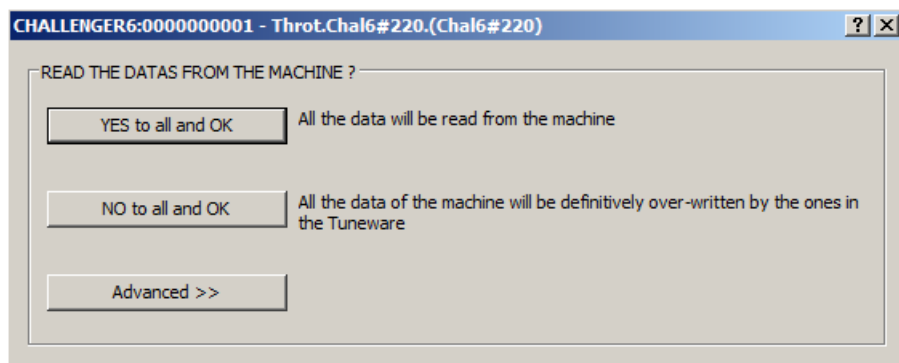 CHALLENGER6:0000000001 - Throt.Chal6#220.(Chal6#220)
READ THE DATAS FROM THE MACHINE ?
YES to all and OK
All the data will be read from the machine
NO to all and OK
All the data of the machine will be definitively over-written by the ones in
the Tuneware
Advanced >>